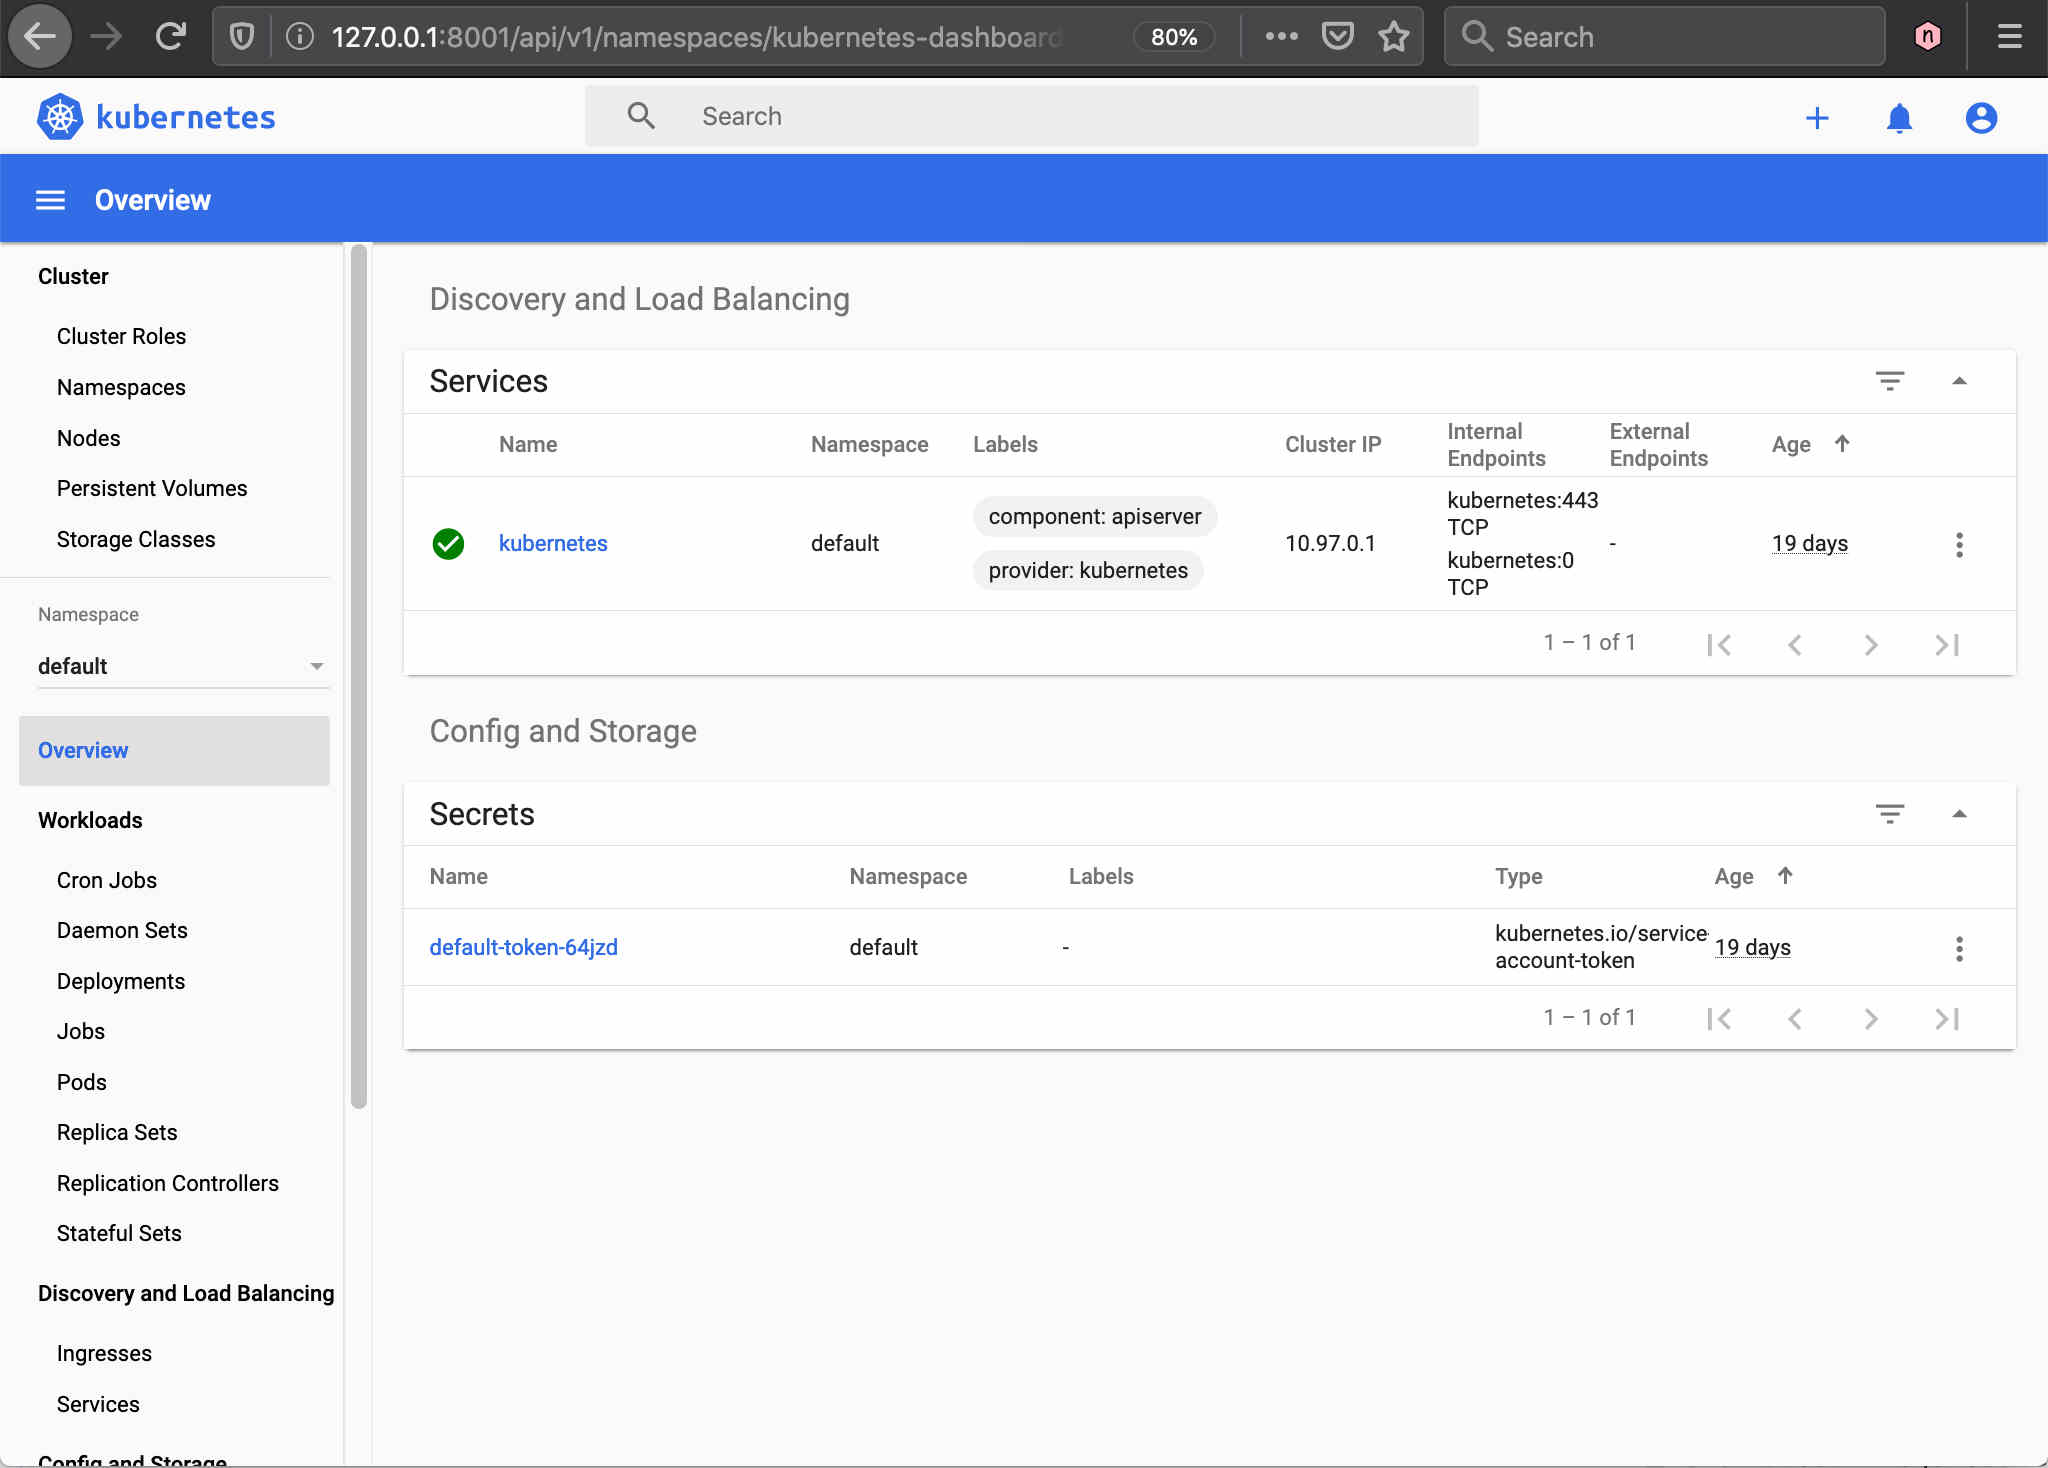 127.0.0.1:8001/api/v1/namespaces/kubernetes-dashboard
80%
Search
n
kubernetes
Search
Overview
Cluster
Cluster Roles
Namespaces
Nodes
Persistent Volumes
Storage Classes
Namespace
default
Overview
Workloads
Cron Jobs
Daemon Sets
Deployments
Jobs
Pods
Replica Sets
Replication Controllers
Stateful Sets
Discovery and Load Balancing
Ingresses
Services
Config and Storage
Discovery and Load Balancing
Services
Name Namespace Labels Cluster IP Internal Endpoints External Endpoints Age
kubernetes default component: apiserver provider: kubernetes 10.97.0.1 kubernetes:443 TCP kubernetes:0 TCP - 19 days
1 – 1 of 1
Config and Storage
Secrets
Name Namespace Labels Type Age
default-token-64jzd default - kubernetes.io/service-account-token 19 days
1 – 1 of 1